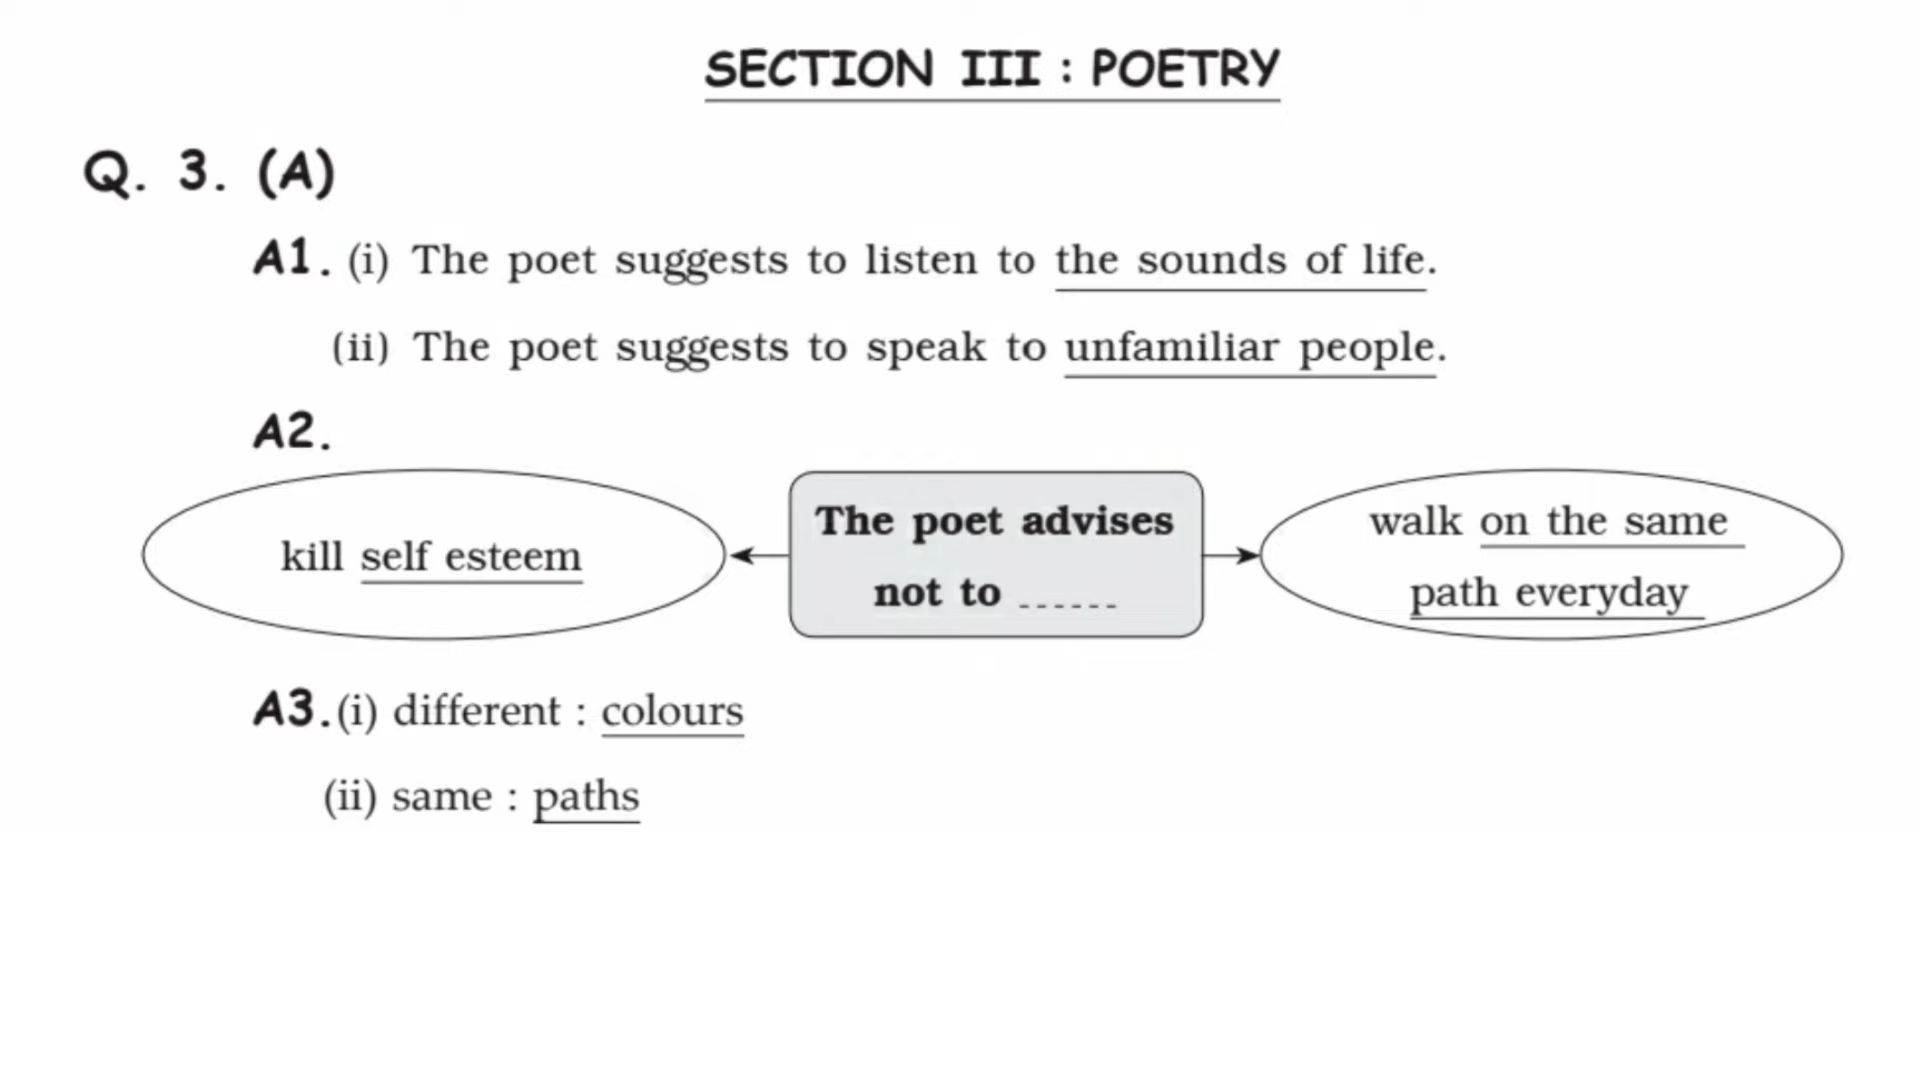 SECTION III : POETRY
Q. 3. (A)
A1. (i) The poet suggests to listen to the sounds of life.
(ii) The poet suggests to speak to unfamiliar people.
A2.
kill self esteem
The poet advises
not to ------
walk on the same
path everyday
A3. (i) different : colours
(ii) same : paths